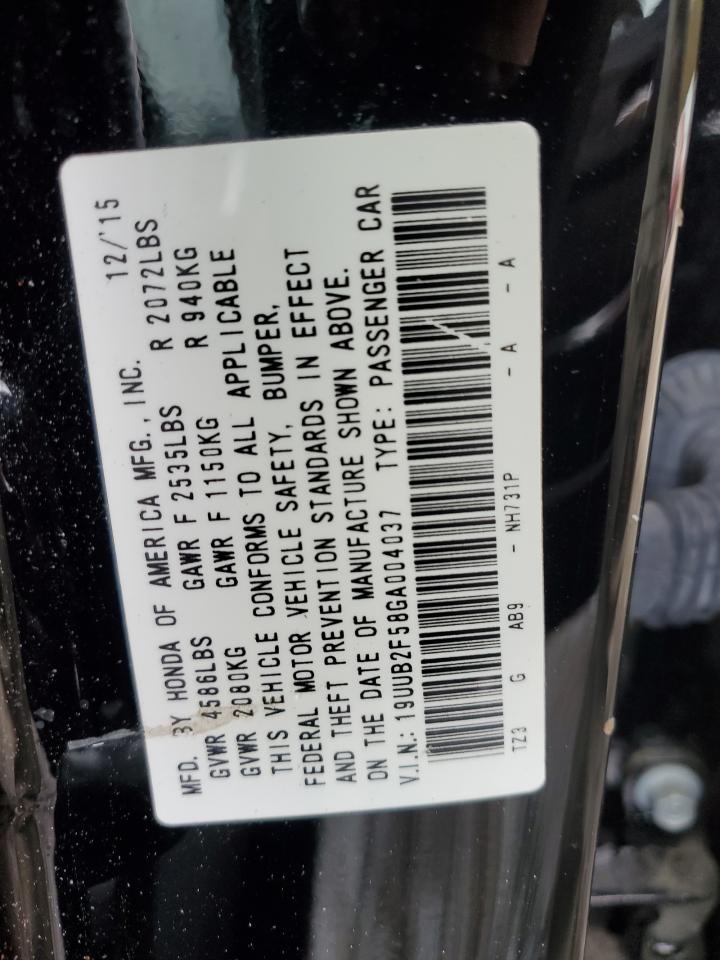 MFD. BY HONDA OF AMERICA MFG., INC. 12/'15
GVWR 4586LBS GAWR F 2535LBS R 2072LBS
GVWR 2080KG GAWR F 1150KG R 940KG
THIS VEHICLE CONFORMS TO ALL APPLICABLE
FEDERAL MOTOR VEHICLE SAFETY, BUMPER,
AND THEFT PREVENTION STANDARDS IN EFFECT
ON THE DATE OF MANUFACTURE SHOWN ABOVE.
V.I.N.: 19UUB2F58GA004037 TYPE: PASSENGER CAR
TZ3 G AB9 - NH731P - A - A